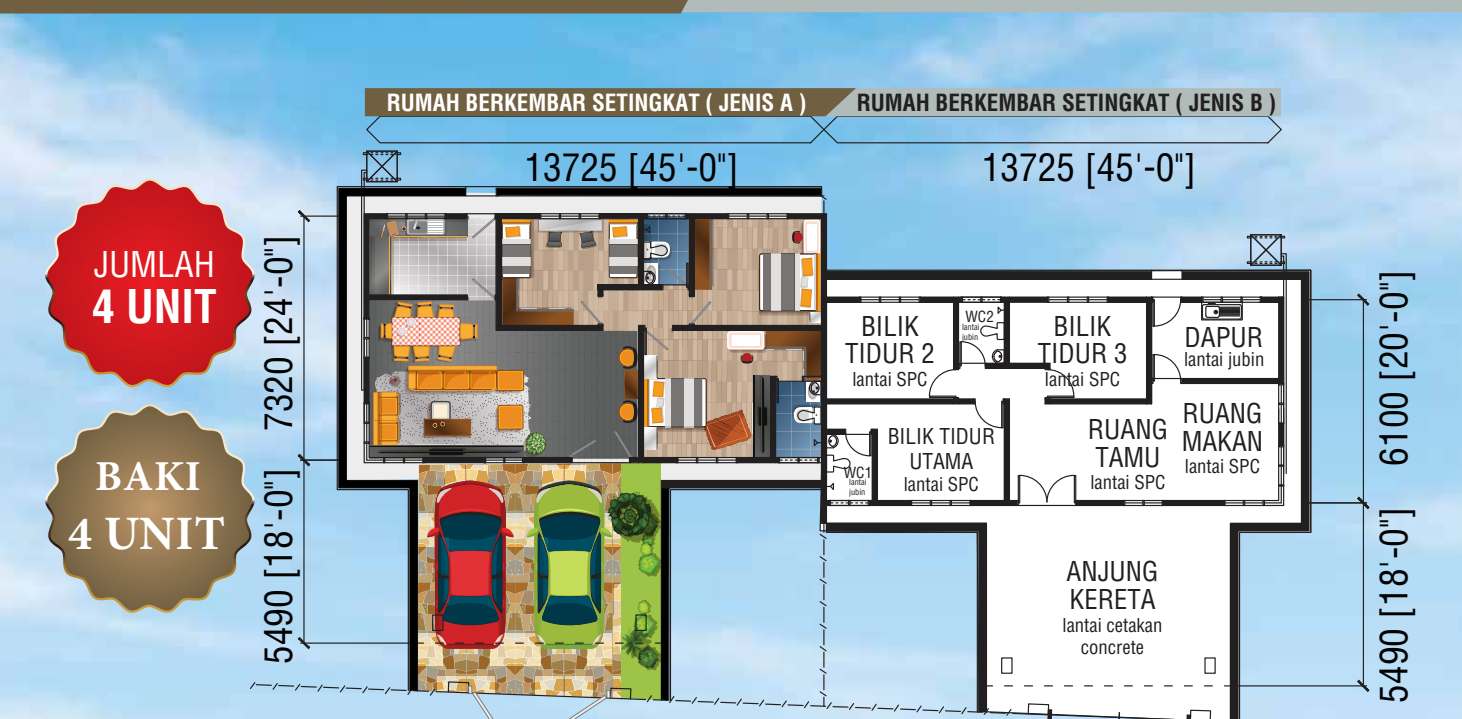 RUMAH BERKEMBAR SETINGKAT ( JENIS A )
RUMAH BERKEMBAR SETINGKAT ( JENIS B )
13725 [45'-0"]
13725 [45'-0"]
JUMLAH
4 UNIT
BAKI
4 UNIT
7320 [24'-0"]
5490 [18'-0"]
BILIK
TIDUR 2
lantai SPC
WC2
lantai
jubin
BILIK
TIDUR 3
lantai SPC
DAPUR
lantai jubin
BILIK TIDUR
UTAMA
lantai SPC
WC1
lantai
jubin
RUANG
TAMU
lantai SPC
RUANG
MAKAN
lantai SPC
ANJUNG
KERETA
lantai cetakan
concrete
6100 [20'-0"]
5490 [18'-0"]